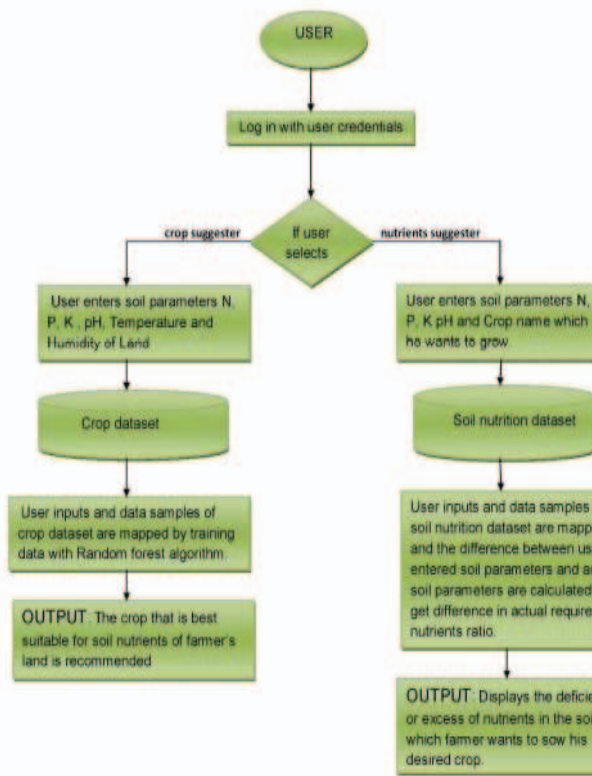 USER
Log in with user credentials
If user
selects
crop suggester
nutrients suggester
User enters soil parameters N,
P, K , pH, Temperature and
Humidity of Land
User enters soil parameters N,
P, K pH and Crop name which
he wants to grow
Crop dataset
Soil nutrition dataset
User inputs and data samples of
crop dataset are mapped by training
data with Random forest algorithm.
User inputs and data samples
soil nutrition dataset are
and the difference between
entered soil parameters and
soil parameters are calculated
get difference in actual
nutrients ratio.
OUTPUT: The crop that is best
suitable for soil nutrients of farmer's
land is recommended
OUTPUT: Displays the
or excess of nutrients in the
which farmer wants to sow his
desired crop.